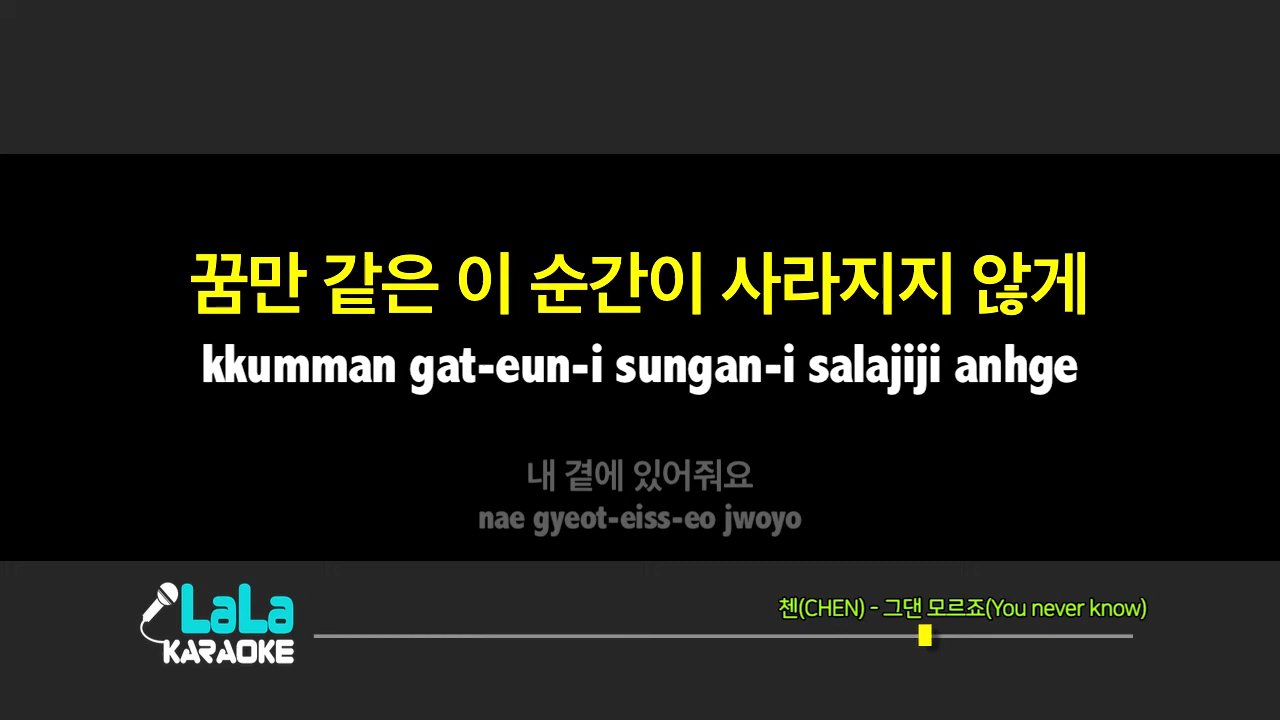 꿈만 같은 이 순간이 사라지지 않게
kkumman gat-eun-i sungan-i salajiji anhge
내 곁에 있어줘요
nae gyeot-eiss-eo jwoyo
LaLa
KARAOKE
첸(CHEN) - 그댄 모르죠(You never know)